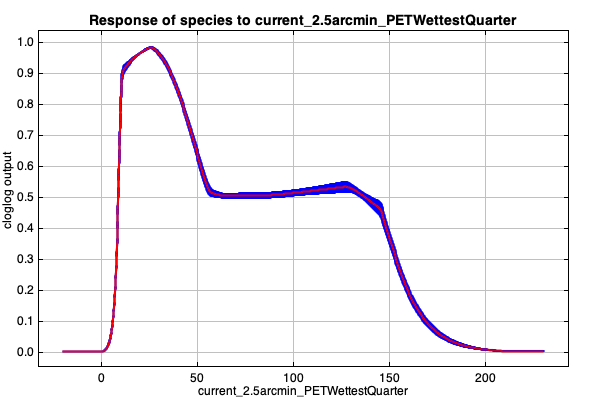 Response of species to current_2.5arcmin_PETWettestQuarter
1.0
0.9
0.8
0.7
0.6
0.5
0.4
0.3
0.2
0.1
0.0
cloglog output
0 50 100 150 200
current_2.5arcmin_PETWettestQuarter